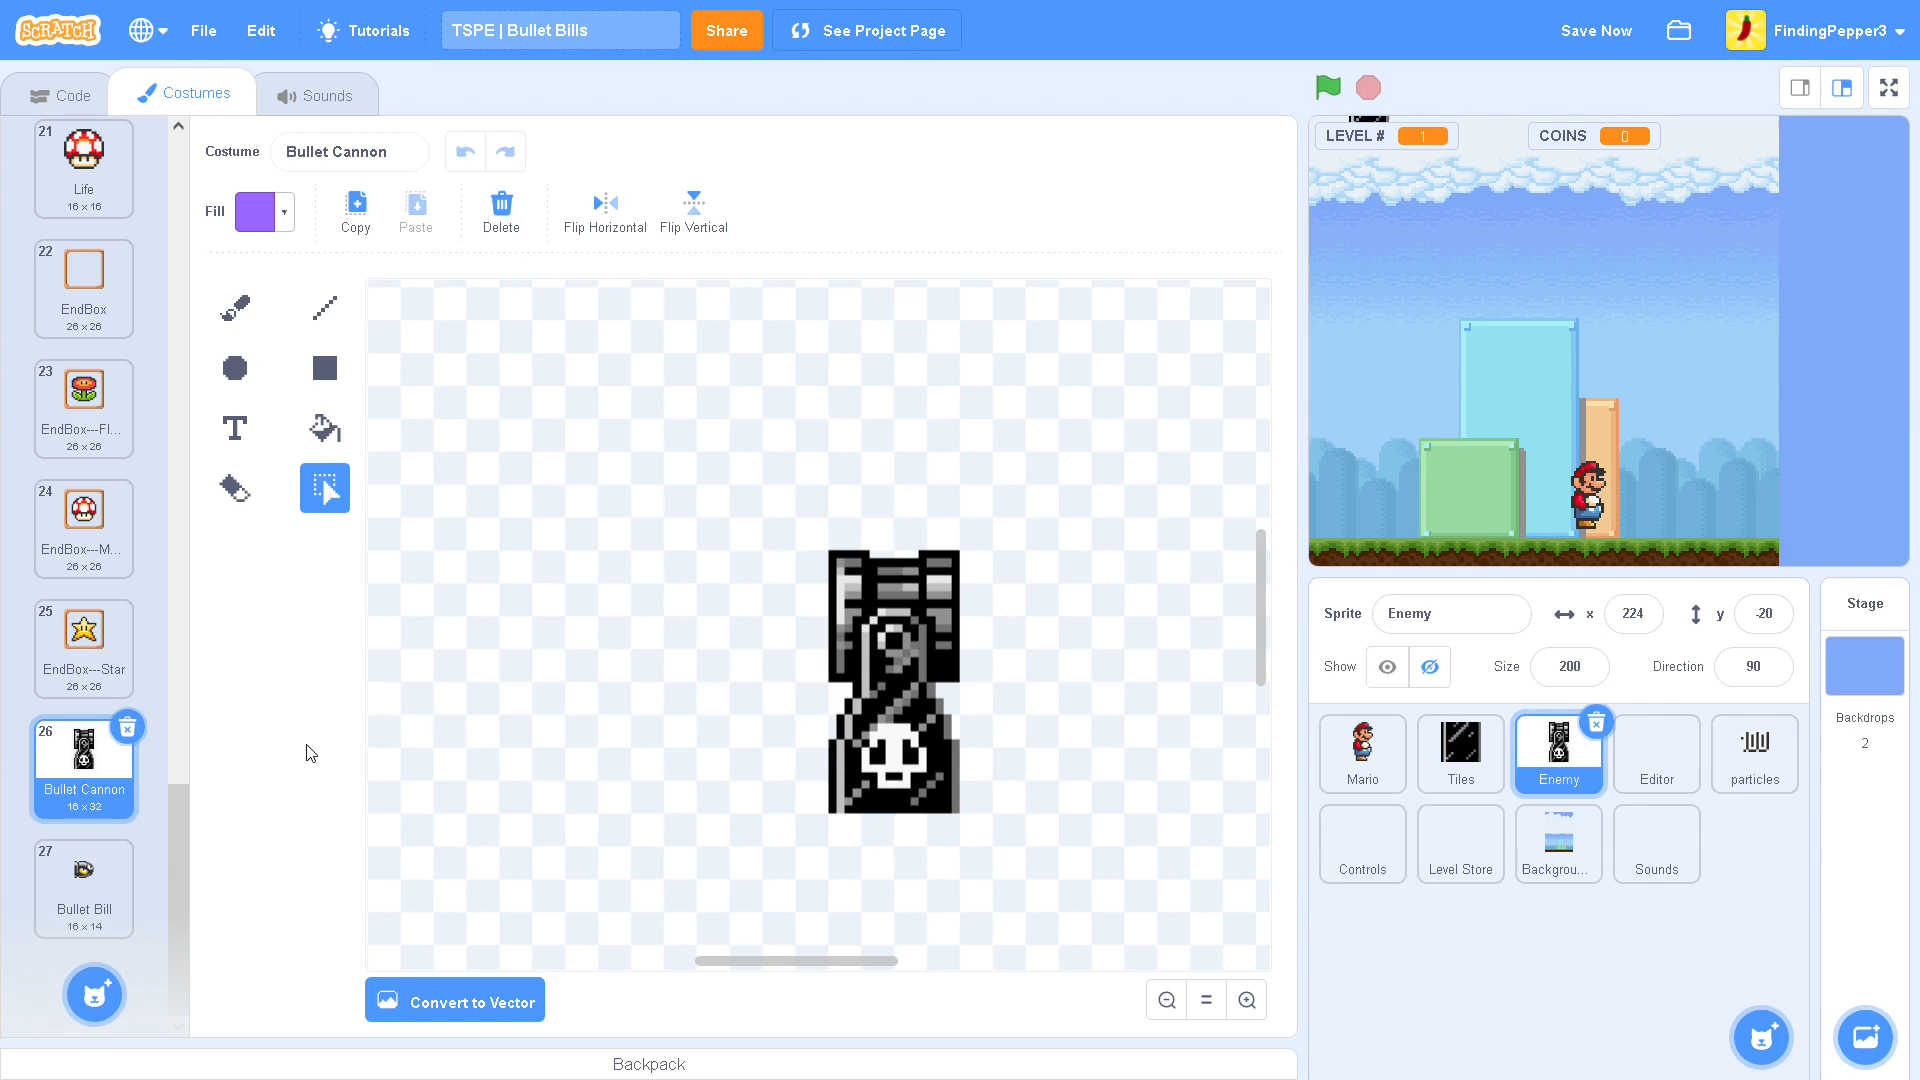 SCRATCH
File
Edit
Tutorials
TSPE | Bullet Bills
Share
See Project Page
Save Now
FindingPepper3
Code
Costumes
Sounds
21
Life
16 x 16
22
EndBox
26 x 26
23
EndBox---Fl...
26 x 26
24
EndBox---M...
26 x 26
25
EndBox---Star
26 x 26
26
Bullet Cannon
16 x 32
27
Bullet Bill
16 x 14
Costume
Bullet Cannon
Fill
Copy
Paste
Delete
Flip Horizontal
Flip Vertical
T
Convert to Vector
Backpack
LEVEL # 1
COINS 0
Sprite
Enemy
x
224
y
-20
Show
Size
200
Direction
90
Mario
Tiles
Enemy
Editor
particles
Controls
Level Store
Backgrou...
Sounds
Stage
Backdrops
2